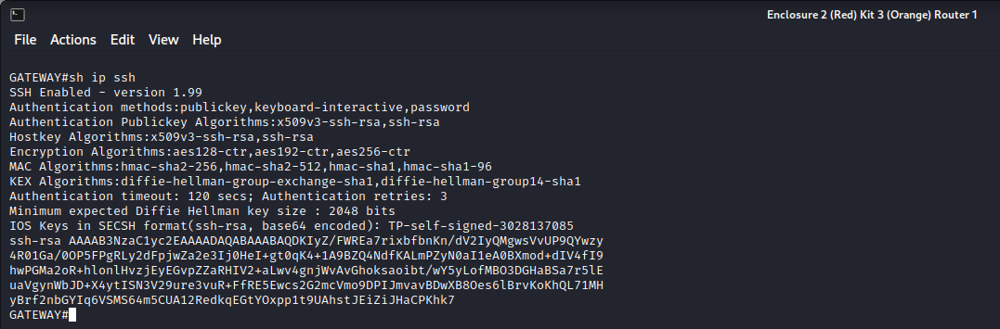 Enclosure 2 (Red) Kit 3 (Orange) Router 1
File Actions Edit View Help
GATEWAY#sh ip ssh
SSH Enabled - version 1.99
Authentication methods:publickey,keyboard-interactive,password
Authentication Publickey Algorithms:x509v3-ssh-rsa,ssh-rsa
Hostkey Algorithms:x509v3-ssh-rsa,ssh-rsa
Encryption Algorithms:aes128-ctr,aes192-ctr,aes256-ctr
MAC Algorithms:hmac-sha2-256,hmac-sha2-512,hmac-sha1,hmac-sha1-96
KEX Algorithms:diffie-hellman-group-exchange-sha1,diffie-hellman-group14-sha1
Authentication timeout: 120 secs; Authentication retries: 3
Minimum expected Diffie Hellman key size : 2048 bits
IOS Keys in SECSH format(ssh-rsa, base64 encoded): TP-self-signed-3028137085
ssh-rsa AAAAB3NzaC1yc2EAAAADAQABAAABAQDKIyZ/FWREa7rixbfbnKn/dV2IyQMgwsVvUP9QYwzy
4R01Ga/0OP5FPgRLy2dFpjwZa2e3Ij0HeI+gt0qK4+1A9BZQ4NdfKALmPZyN0aI1eA0BXmod+dIV4fI9
hwPGMa2oR+hlonlHvzjEyEGvpZZaRHIV2+aLwv4gnjWvAvGhoksaoibt/wY5yLofMBO3DGHaBSa7r5lE
uaVgynWbJD+X4ytISN3V29ure3vuR+FfRE5Ewcs2G2mcVmo9DPIJmvavBDwXB8Oes6lBrvKoKhQL71MH
yBrf2nbGYIq6VSMS64m5CUA12RedkqEGtYOxpp1t9UAhstJEiZiJHaCPKhk7
GATEWAY#